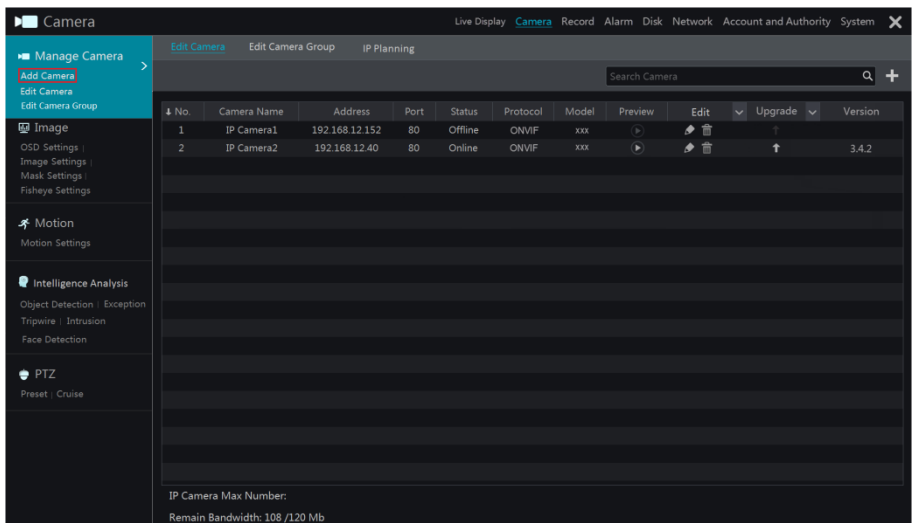 Camera
Live Display Camera Record Alarm Disk Network Account and Authority System
Manage Camera
Add Camera
Edit Camera
Edit Camera Group
Image
OSD Settings |
Image Settings |
Mask Settings |
Fisheye Settings
Motion
Motion Settings
Intelligence Analysis
Object Detection | Exception
Tripwire | Intrusion
Face Detection
PTZ
Preset | Cruise
Edit Camera Edit Camera Group IP Planning
Search Camera
No. Camera Name Address Port Status Protocol Model Preview Edit Upgrade Version
1 IP Camera1 192.168.12.152 80 Offline ONVIF xxx
2 IP Camera2 192.168.12.40 80 Online ONVIF xxx 3.4.2
IP Camera Max Number:
Remain Bandwidth: 108 /120 Mb